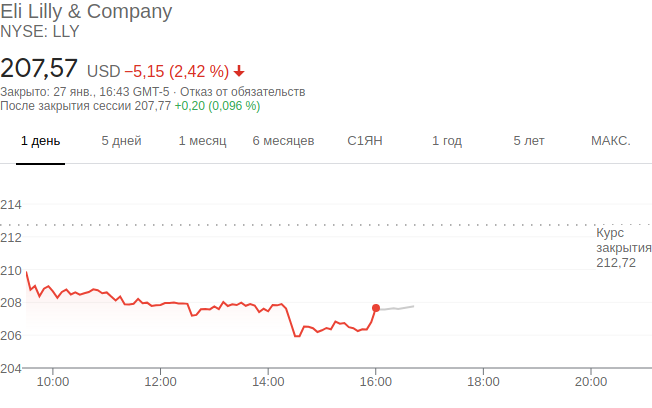 Eli Lilly & Company
NYSE: LLY
207,57 USD −5,15 (2,42 %)
Закрыто: 27 янв., 16:43 GMT-5 · Отказ от обязательств
После закрытия сессии 207,77 +0,20 (0,096 %)
1 день 5 дней 1 месяц 6 месяцев С1ЯН 1 год 5 лет МАКС.
214
212
210
208
206
204
Курс
закрытия
212,72
10:00 12:00 14:00 16:00 18:00 20:00